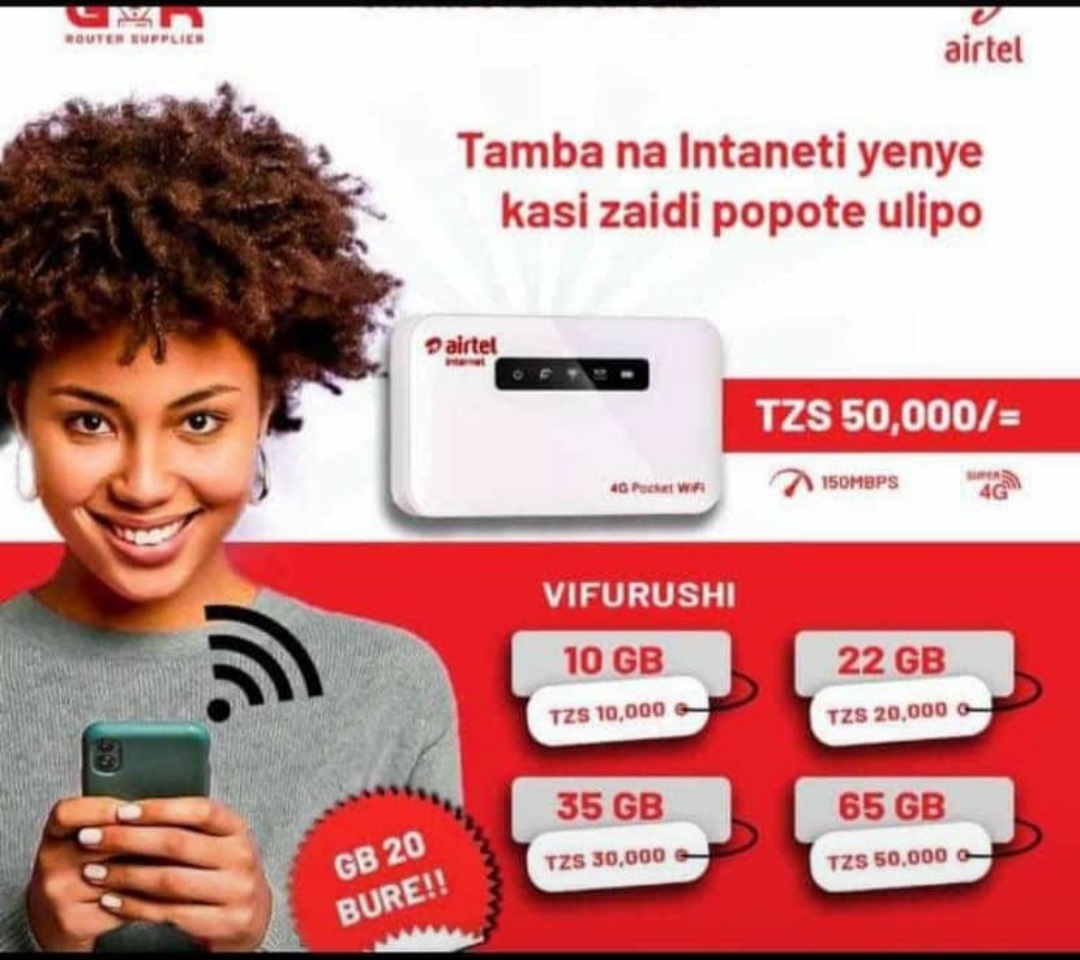 ROUTER SUPPLIER
airtel
Tamba na Intaneti yenye
kasi zaidi popote ulipo
airtel
internet
4G Pocket WiFi
TZS 50,000/=
150MBPS
SUPER
4G
VIFURUSHI
10 GB
TZS 10,000
22 GB
TZS 20,000
35 GB
TZS 30,000
65 GB
TZS 50,000
GB 20
BURE!!